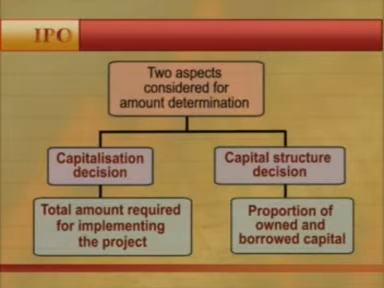 IPO
Two aspects
considered for
amount determination
Capitalisation
decision
Capital structure
decision
Total amount required
for implementing
the project
Proportion of
owned and
borrowed capital